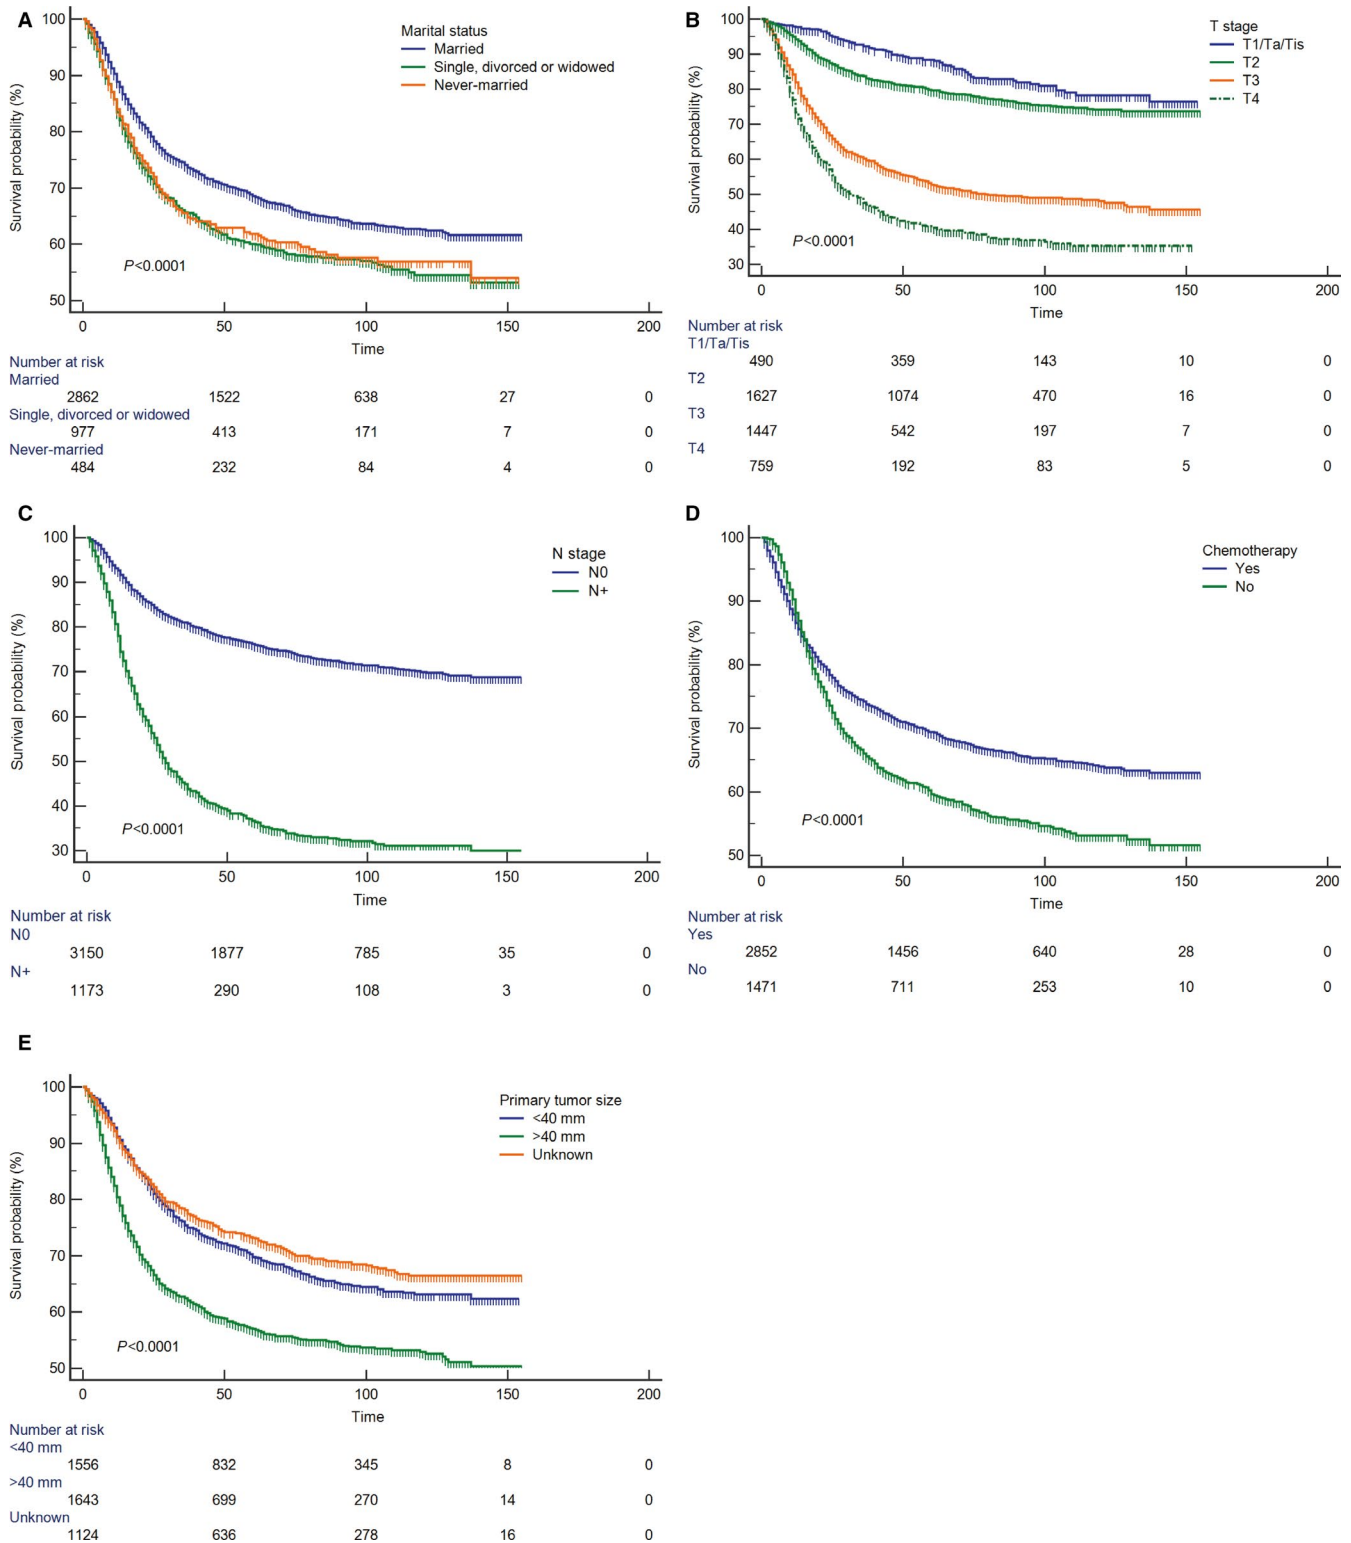 A
Survival probability (%)
100
90
80
70
60
50
Marital status
Married
Single, divorced or widowed
Never-married
P<0.0001
0 50 100 150 200
Time
Number at risk
Married
2862 1522 638 27 0
Single, divorced or widowed
977 413 171 7 0
Never-married
484 232 84 4 0
B
Survival probability (%)
100
90
80
70
60
50
40
30
T stage
T1/Ta/Tis
T2
T3
T4
P<0.0001
0 50 100 150 200
Time
Number at risk
T1/Ta/Tis
490 359 143 10 0
T2
1627 1074 470 16 0
T3
1447 542 197 7 0
T4
759 192 83 5 0
C
Survival probability (%)
100
90
80
70
60
50
40
30
N stage
N0
N+
P<0.0001
0 50 100 150 200
Time
Number at risk
N0
3150 1877 785 35 0
N+
1173 290 108 3 0
D
Survival probability (%)
100
90
80
70
60
50
Chemotherapy
Yes
No
P<0.0001
0 50 100 150 200
Time
Number at risk
Yes
2852 1456 640 28 0
No
1471 711 253 10 0
E
Survival probability (%)
100
90
80
70
60
50
Primary tumor size
<40 mm
>40 mm
Unknown
P<0.0001
0 50 100 150 200
Time
Number at risk
<40 mm
1556 832 345 8 0
>40 mm
1643 699 270 14 0
Unknown
1124 636 278 16 0